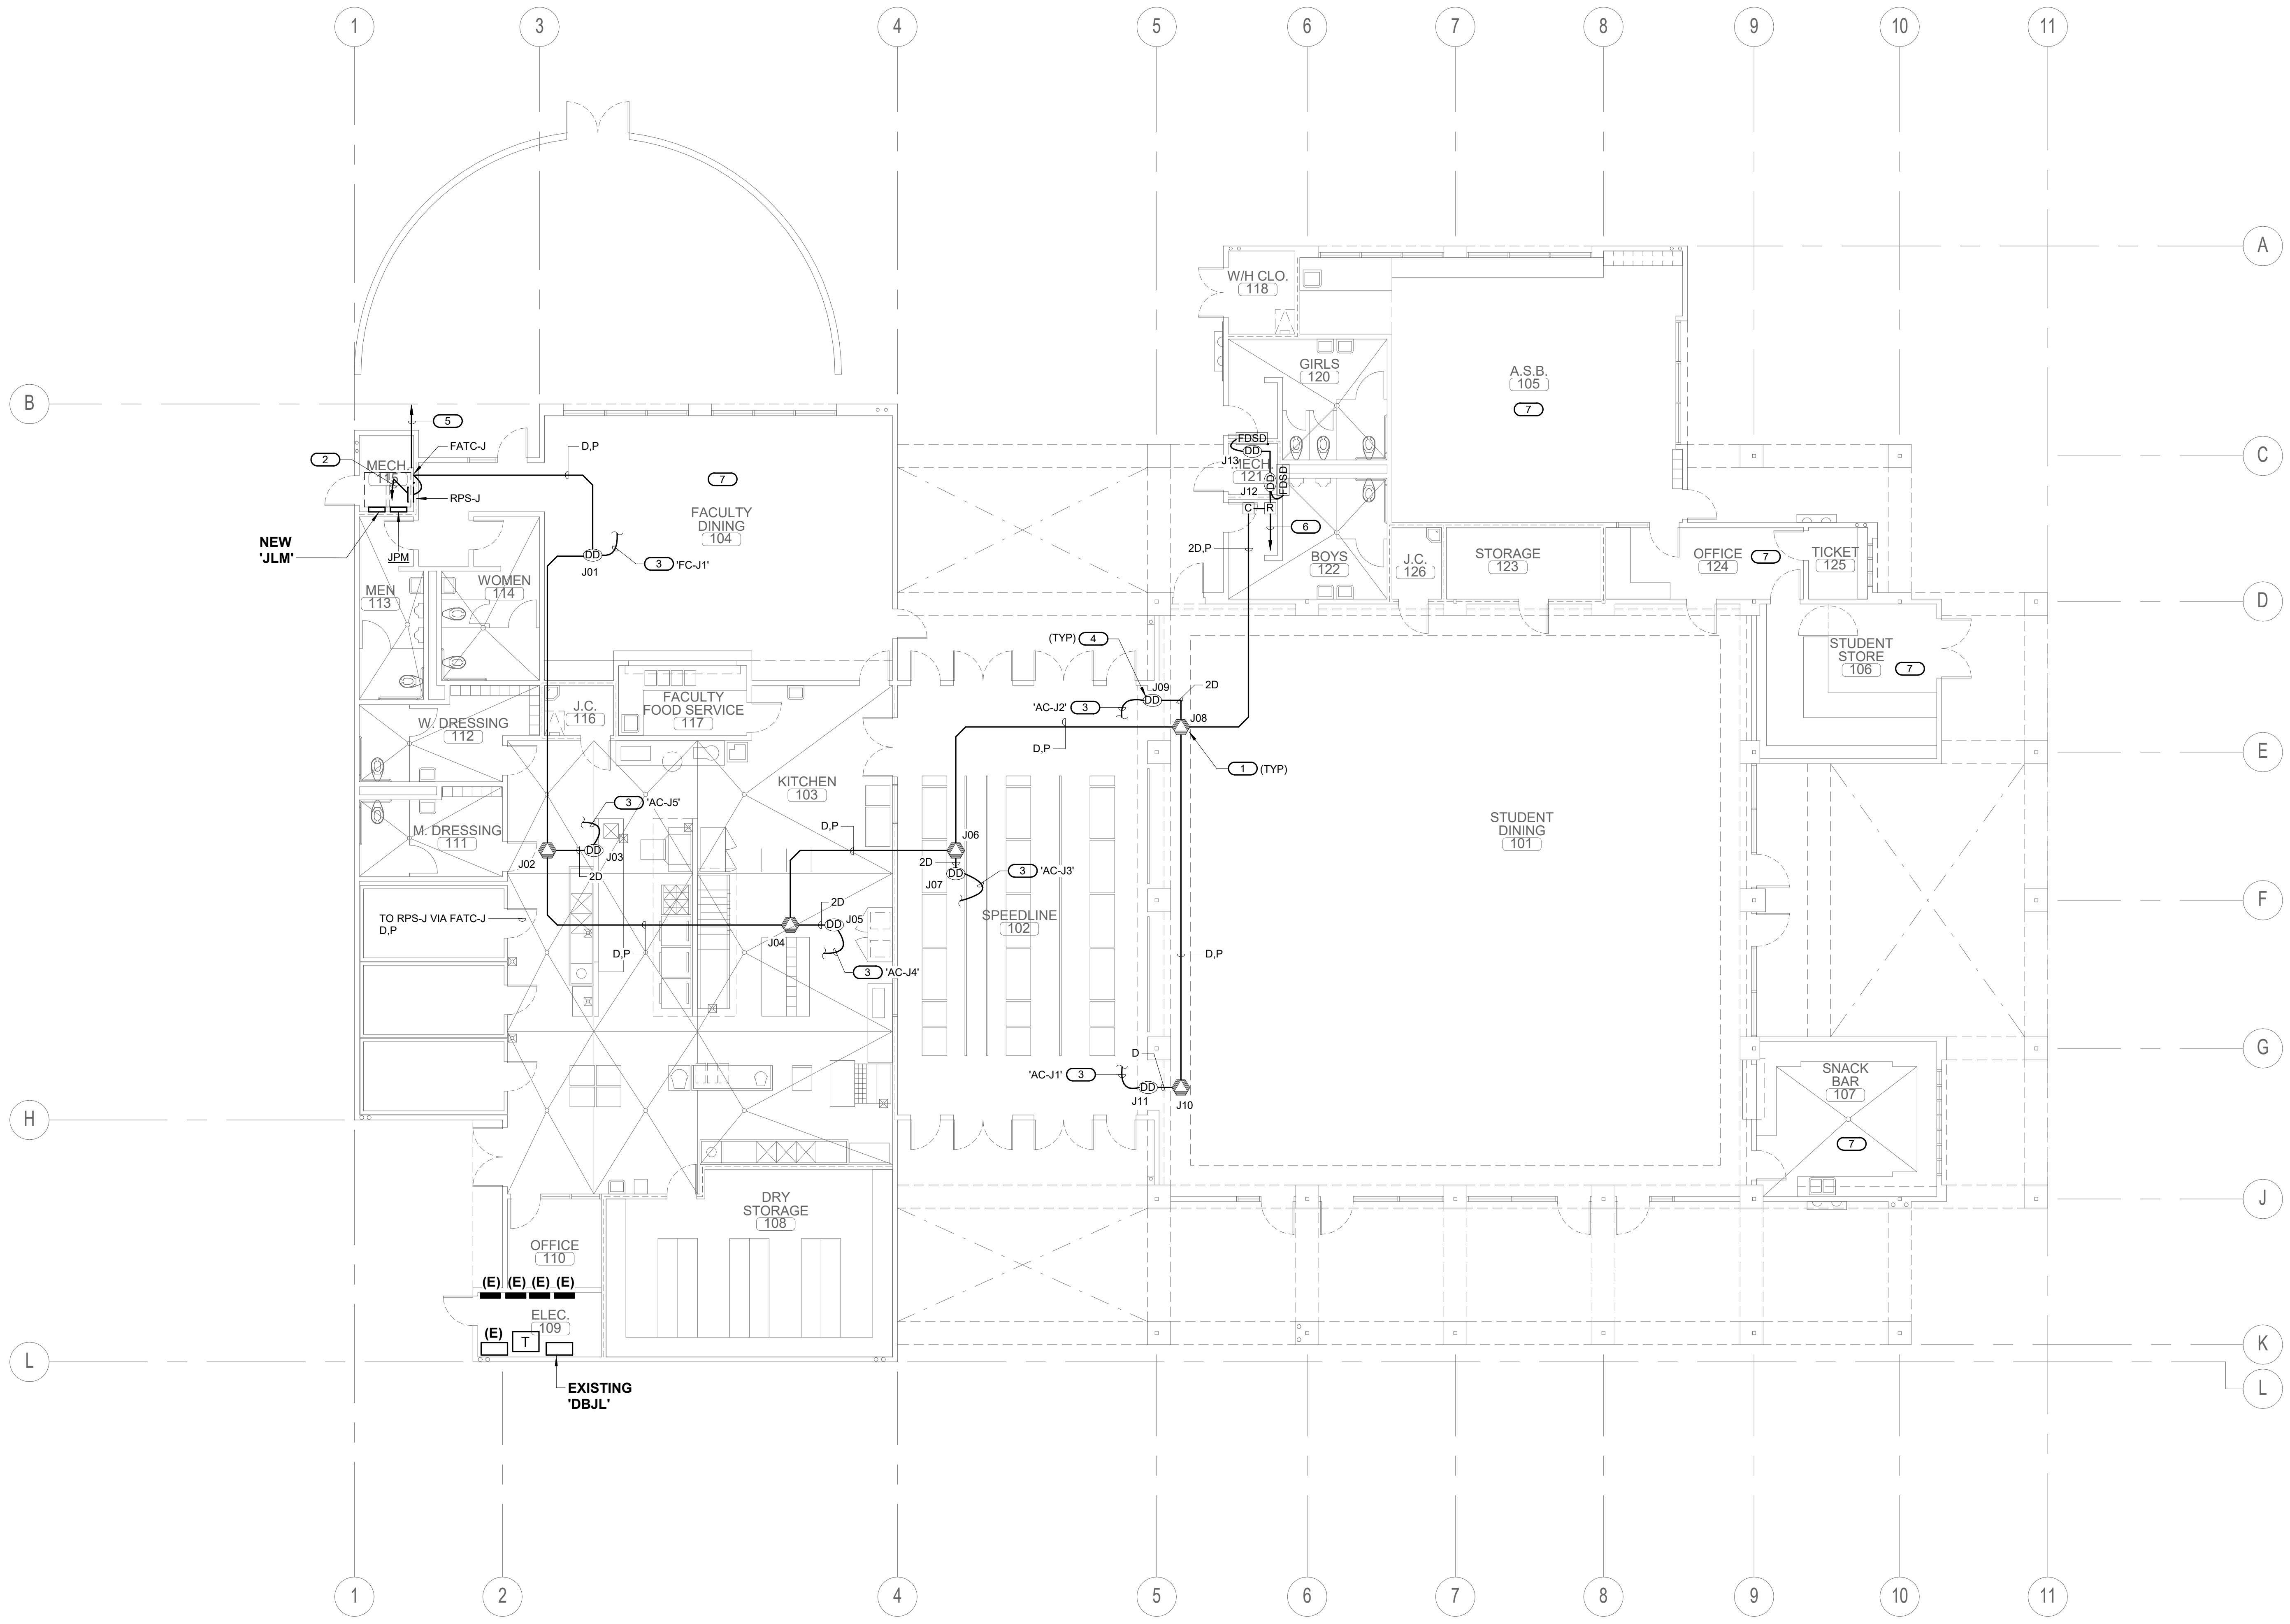 1
3
4
5
6
7
8
9
10
11
A
W/H CLO.
118
GIRLS
120
A.S.B.
105
7
B
5
FATC-J
D,P
2
MECH.
RPS-J
7
FACULTY
DINING
104
FDSD
DD
J13
MECH.
121
DD
FDSD
J12
C
R
6
C
NEW
'JLM'
JPM
DD
J01
3 'FC-J1'
2D,P
BOYS
122
J.C.
126
STORAGE
123
OFFICE
124
7
TICKET
125
MEN
113
WOMEN
114
D
(TYP) 4
STUDENT
STORE
106
7
J09
2D
DD
'AC-J2' 3
J08
W. DRESSING
112
J.C.
116
FACULTY
FOOD SERVICE
117
D,P
1 (TYP)
E
KITCHEN
103
3 'AC-J5'
M. DRESSING
111
D,P
J06
J02
DD
J03
2D
2D
J07
DD
3 'AC-J3'
STUDENT
DINING
101
TO RPS-J VIA FATC-J
D,P
2D
J05
DD
J04
D,P
3 'AC-J4'
SPEEDLINE
102
F
D,P
G
D
'AC-J1' 3
DD
J11
J10
SNACK
BAR
107
7
H
DRY
STORAGE
108
J
OFFICE
110
(E) (E) (E) (E)
ELEC.
109
(E)
T
K
L
L
EXISTING
'DBJL'
1
2
4
5
6
7
8
9
10
11